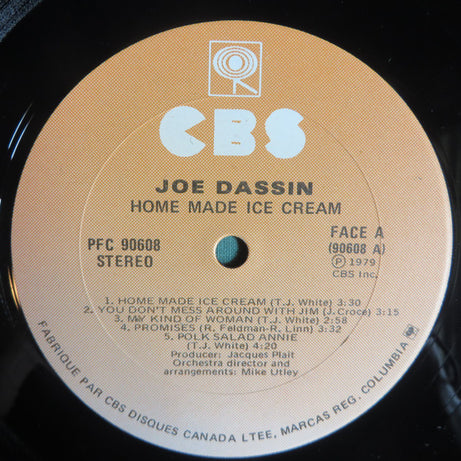 CBS
JOE DASSIN
HOME MADE ICE CREAM
PFC 90608
STEREO
FACE A
(90608 A)
Ⓟ 1979
CBS Inc.
1. HOME MADE ICE CREAM (T.J. White) 3:30
2. YOU DON'T MESS AROUND WITH JIM (J. Croce) 3:15
3. MY KIND OF WOMAN (T.J. White) 2:58
4. PROMISES (R. Feldman-R. Linn) 3:32
5. POLK SALAD ANNIE
(T.J. White) 4:20
Producer: Jacques Plait
Orchestra director and
arrangements: Mike Utley
FABRIQUE PAR CBS DISQUES CANADA LTEE, MARCAS REG. COLUMBIA